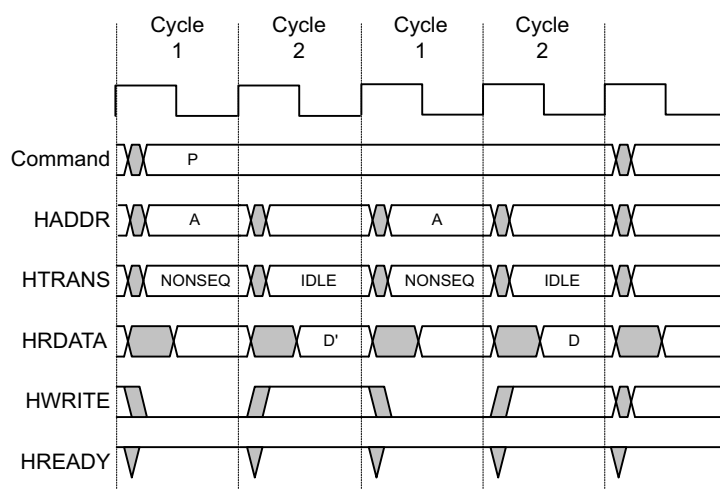 Cycle Cycle Cycle Cycle
1 2 1 2
Command P
HADDR A A
HTRANS NONSEQ IDLE NONSEQ IDLE
HRDATA D' D
HWRITE
HREADY